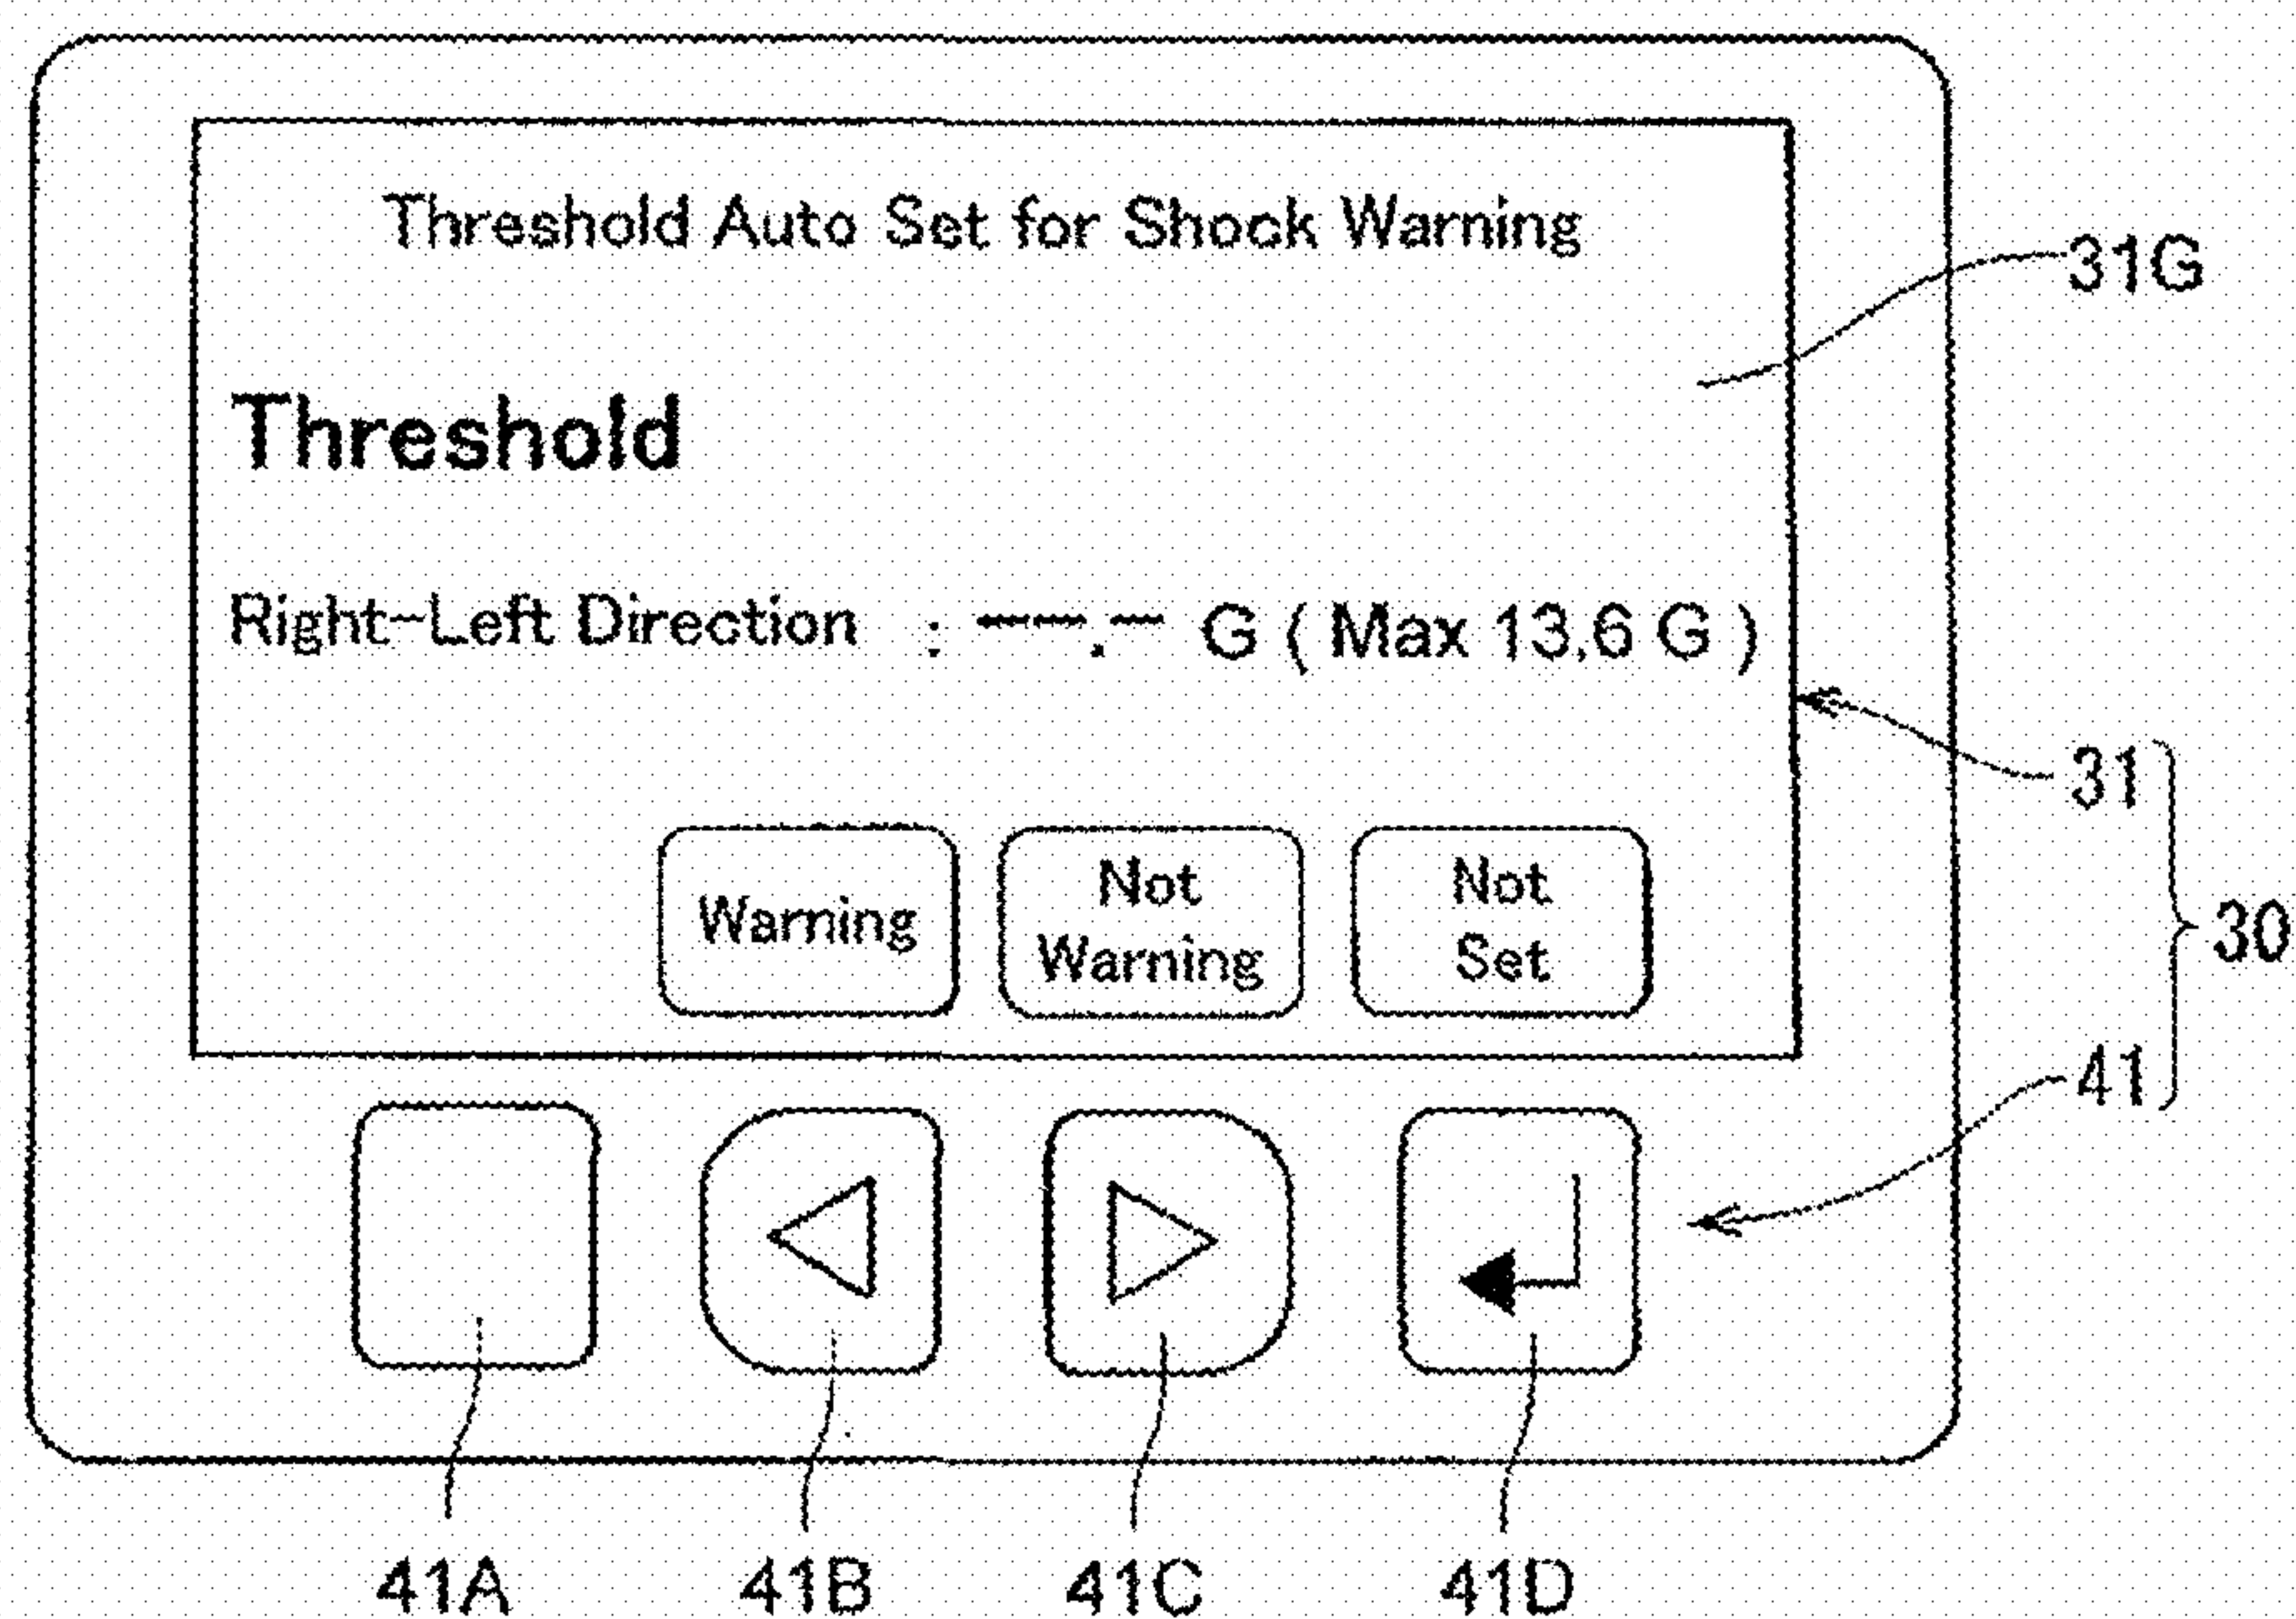 Threshold Auto Set for Shock Warning
31G
Threshold
Right-Left Direction : --.- G ( Max 13.6 G )
31
Warning
Not
Warning
Not
Set
30
41
41A 41B 41C 41D